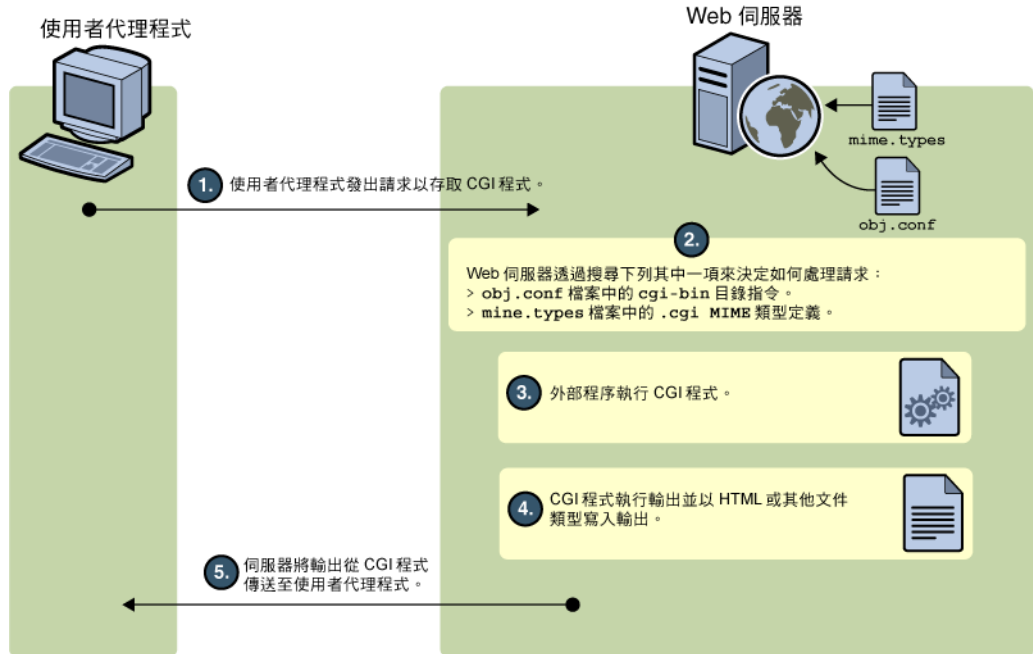 使用者代理程式
Web 伺服器
mime.types
obj.conf
1. 使用者代理程式發出請求以存取 CGI 程式。
2.
Web 伺服器透過搜尋下列其中一項來決定如何處理請求：
> obj.conf 檔案中的 cgi-bin 目錄指令。
> mine.types 檔案中的 .cgi MIME 類型定義。
3. 外部程序執行 CGI 程式。
4. CGI 程式執行輸出並以 HTML 或其他文件
類型寫入輸出。
5. 伺服器將輸出從 CGI 程式
傳送至使用者代理程式。